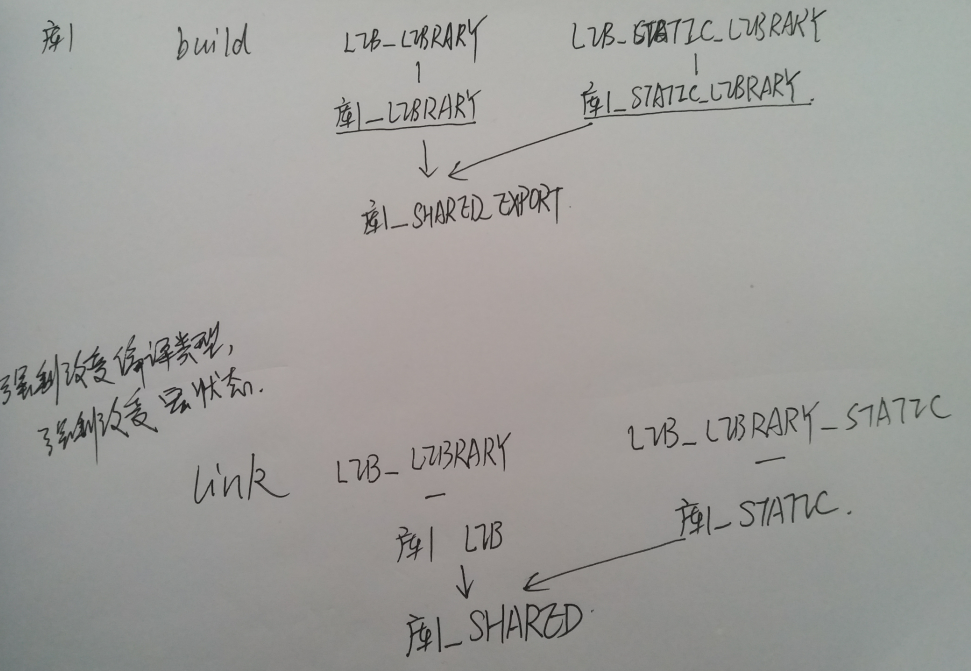 库1 build LIB_LIBRARY LIB_STATIC_LIBRARY
库1_LIBRARY 库1_STATIC_LIBRARY.
库1_SHARED_EXPORT
强制改变编译类型,
强制改变宏状态.
link LIB_LIBRARY LIB_LIBRARY_STATIC
库1 LIB 库1_STATIC.
库1_SHARED